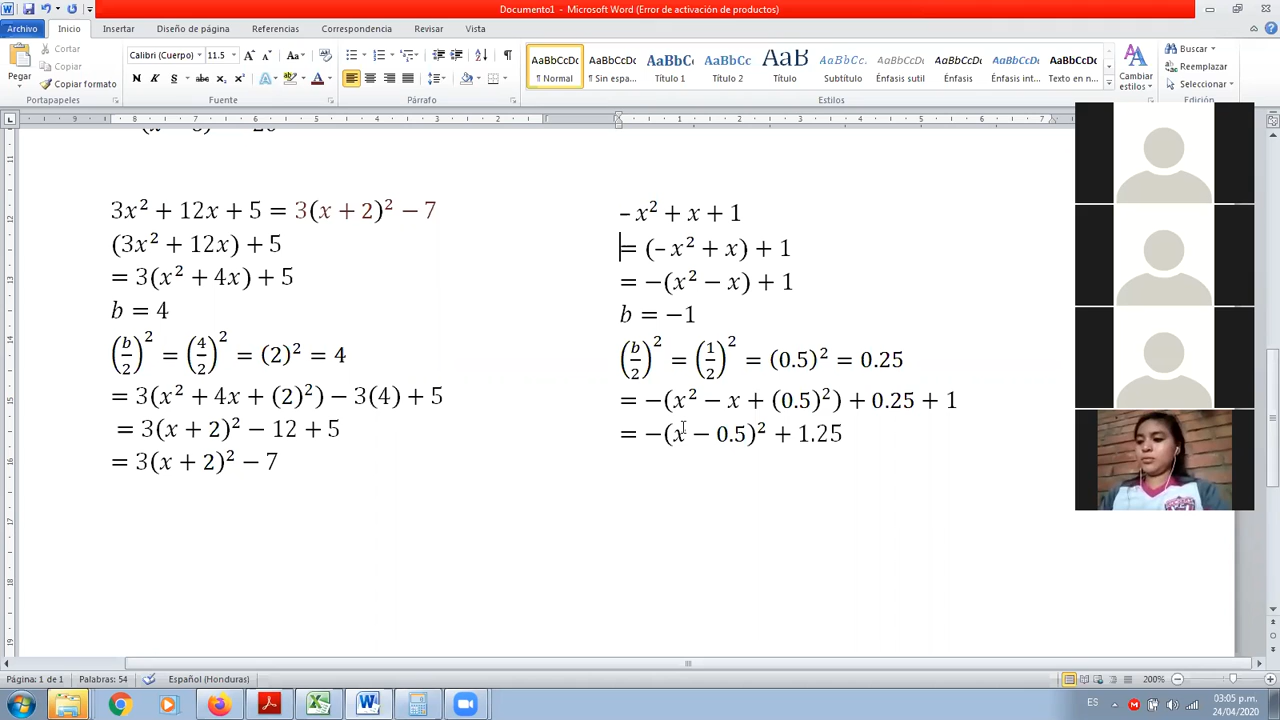 Documento1 - Microsoft Word (Error de activación de productos)
Archivo Inicio Insertar Diseño de página Referencias Correspondencia Revisar Vista
Pegar
Cortar
Copiar
Copiar formato
Portapapeles
Calibri (Cuerpo) 11.5
N K S abc x₂ x²
Fuente
Párrafo
AaBbCcDc AaBbCcDc AaBbC AaBbCc AaB AaBbCc. AaBbCcDc AaBbCcDc AaBbCcDc AaBbCcDc
¶ Normal ¶ Sin espa... Título 1 Título 2 Título Subtítulo Énfasis sutil Énfasis Énfasis int... Texto en n...
Estilos
Cambiar estilos
Buscar
Reemplazar
Seleccionar
Edición
3x² + 12x + 5 = 3(x + 2)² − 7
(3x² + 12x) + 5
= 3(x² + 4x) + 5
b = 4
(b/2)² = (4/2)² = (2)² = 4
= 3(x² + 4x + (2)²) − 3(4) + 5
= 3(x + 2)² − 12 + 5
= 3(x + 2)² − 7
– x² + x + 1
= (– x² + x) + 1
= −(x² − x) + 1
b = −1
(b/2)² = (1/2)² = (0.5)² = 0.25
= −(x² − x + (0.5)²) + 0.25 + 1
= −(x − 0.5)² + 1.25
Página: 1 de 1 Palabras: 54 Español (Honduras) 200%
ES 03:05 p.m.
24/04/2020